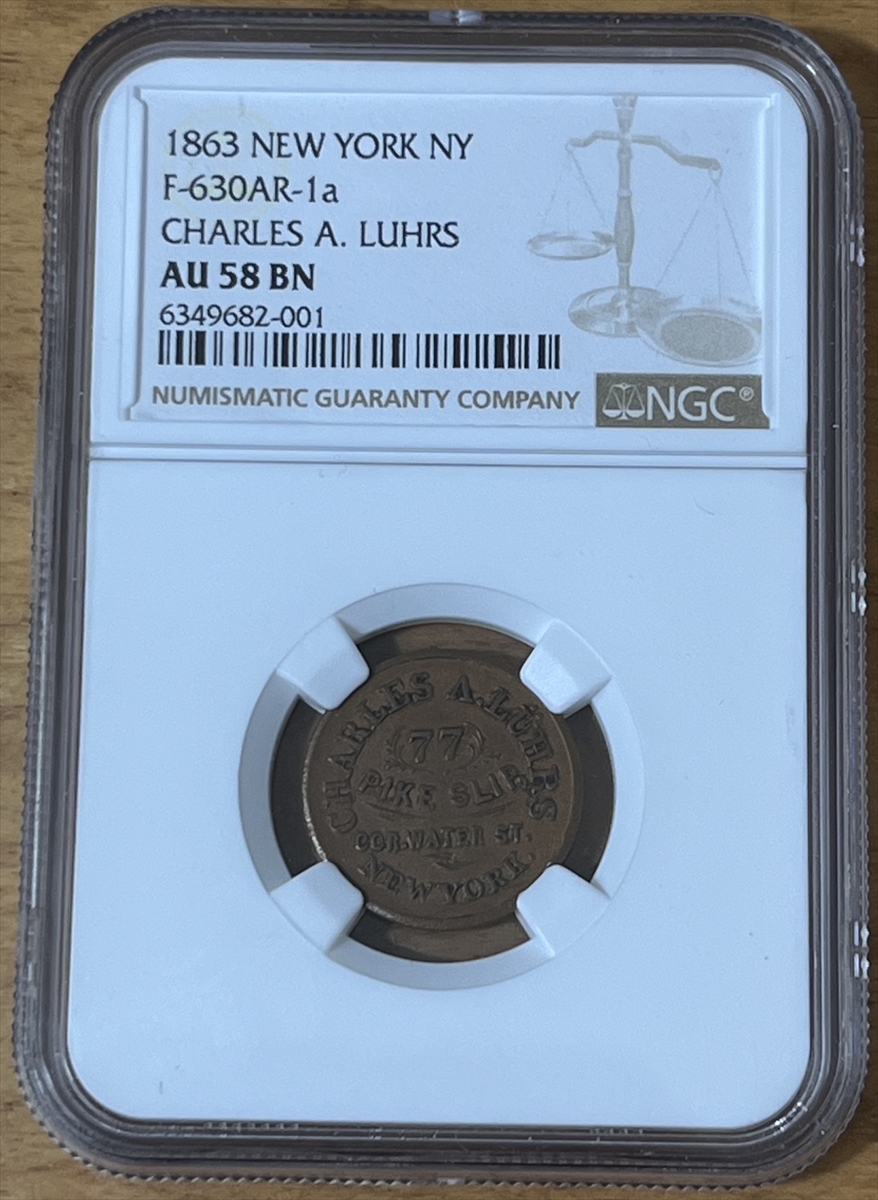 1863 NEW YORK NY
F-630AR-1a
CHARLES A. LUHRS
AU 58 BN
6349682-001
NUMISMATIC GUARANTY COMPANY
NGC®
CHARLES A. LÜHRS
77
PIKE SLIP
COR. WATER ST.
NEW YORK.